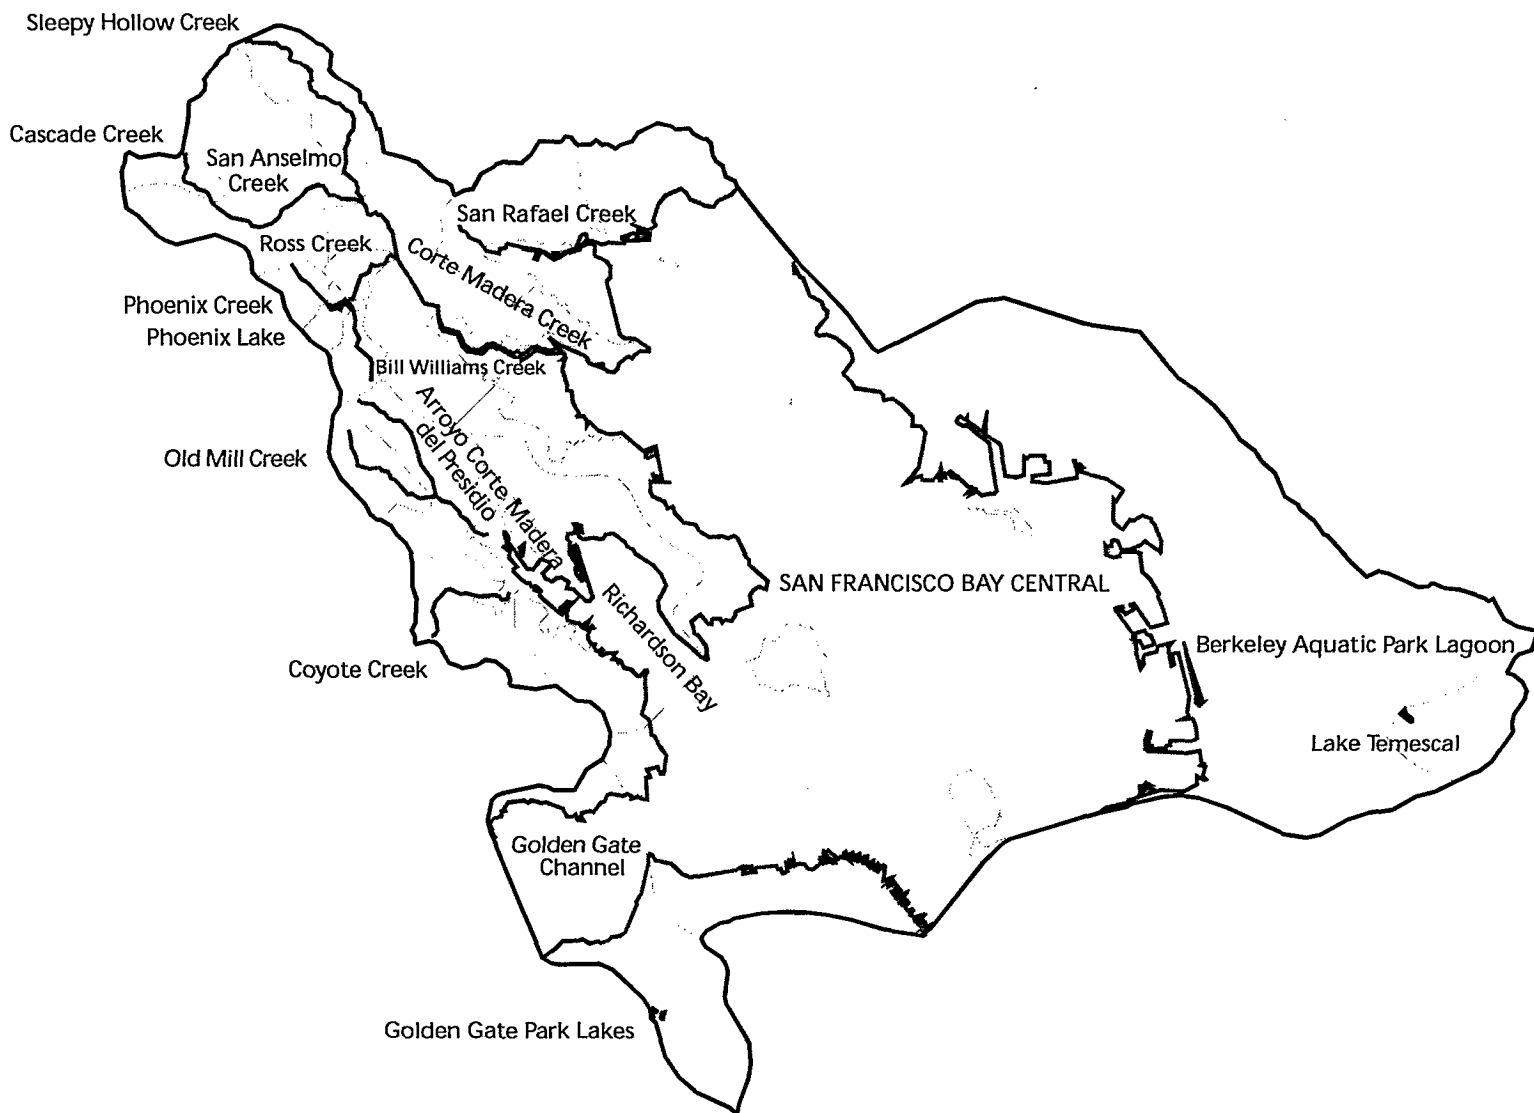 Sleepy Hollow Creek
Cascade Creek
San Anselmo
Creek
San Rafael Creek
Ross Creek
Corte Madera Creek
Phoenix Creek
Phoenix Lake
Bill Williams Creek
Arroyo Corte Madera
del Presidio
Old Mill Creek
SAN FRANCISCO BAY CENTRAL
Richardson Bay
Berkeley Aquatic Park Lagoon
Coyote Creek
Lake Temescal
Golden Gate
Channel
Golden Gate Park Lakes